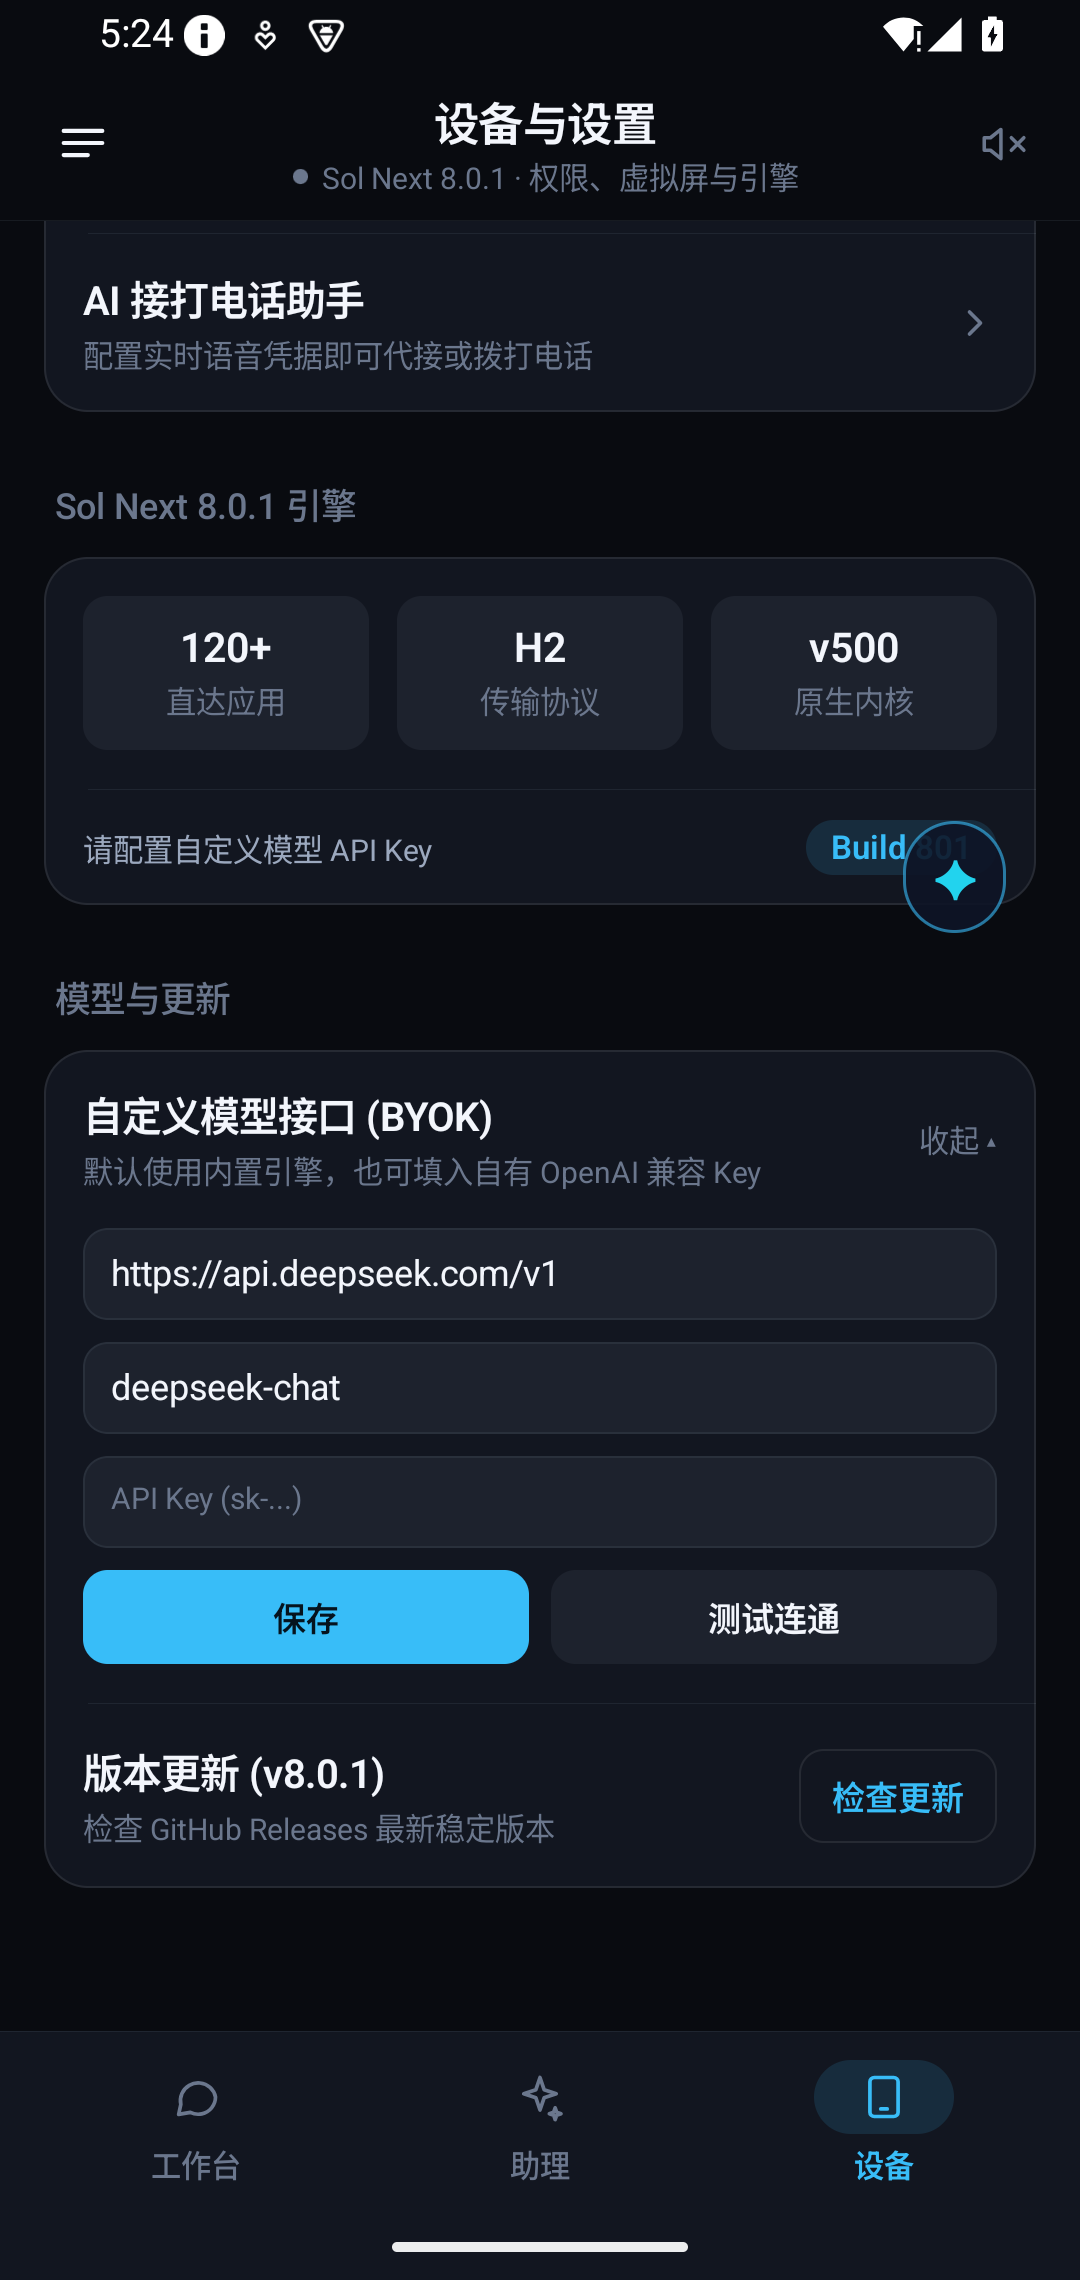 5:24
设备与设置
Sol Next 8.0.1 · 权限、虚拟屏与引擎
AI 接打电话助手
配置实时语音凭据即可代接或拨打电话
Sol Next 8.0.1 引擎
120+
直达应用
H2
传输协议
v500
原生内核
请配置自定义模型 API Key
Build 801
模型与更新
自定义模型接口 (BYOK)
默认使用内置引擎，也可填入自有 OpenAI 兼容 Key
收起 ▴
https://api.deepseek.com/v1
deepseek-chat
API Key (sk-...)
保存
测试连通
版本更新 (v8.0.1)
检查 GitHub Releases 最新稳定版本
检查更新
工作台
助理
设备